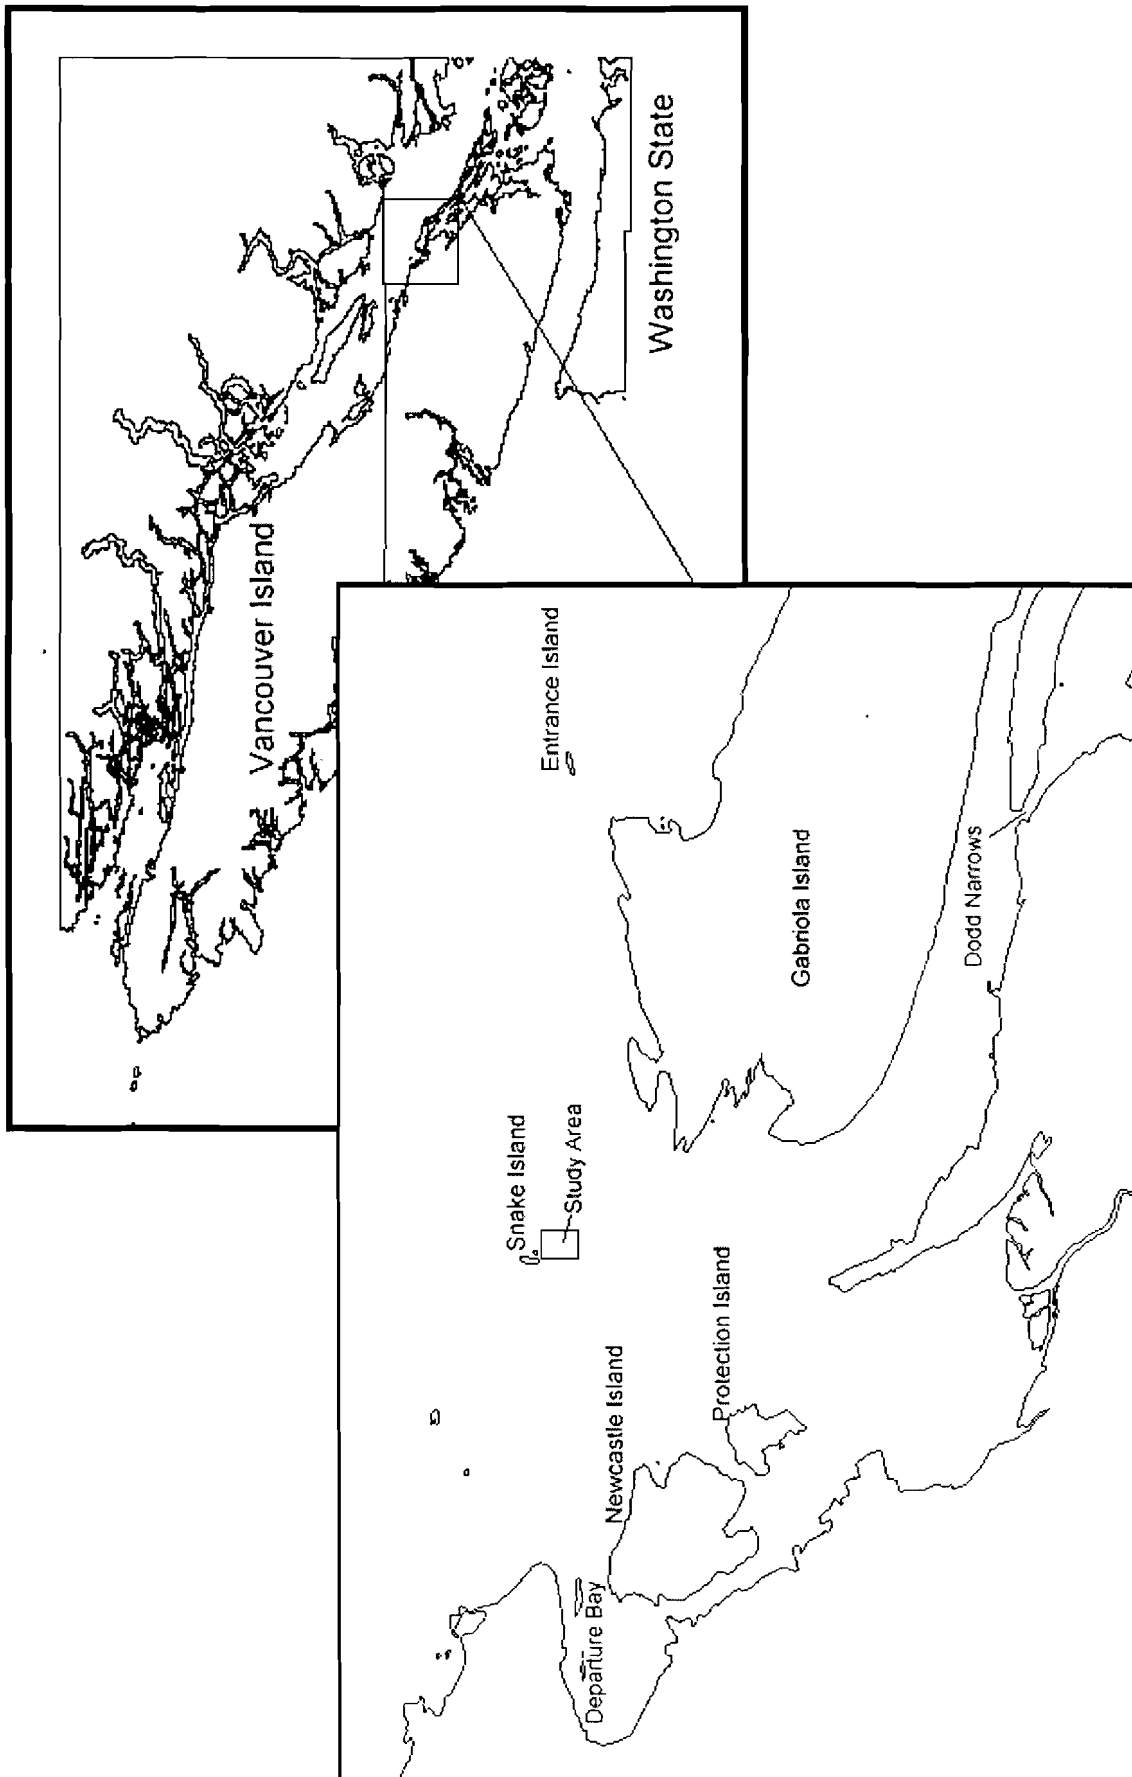 Vancouver Island
Washington State
Departure Bay
Newcastle Island
Protection Island
Snake Island
Study Area
Entrance Island
Gabriola Island
Dodd Narrows